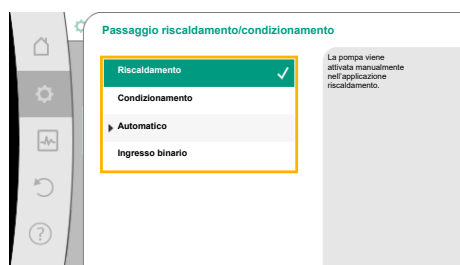 Passaggio riscaldamento/condizionamento
Riscaldamento
Condizionamento
Automatico
Ingresso binario
La pompa viene
attivata manualmente
nell'applicazione
riscaldamento.